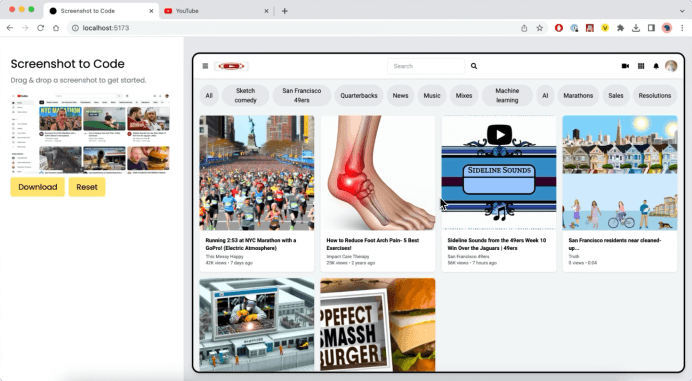 Screenshot to Code
YouTube
localhost:5173
Screenshot to Code
Drag & drop a screenshot to get started.
Download
Reset
Search
All
Sketch
comedy
San Francisco
49ers
Quarterbacks
News
Music
Mixes
Machine
learning
AI
Marathons
Sales
Resolutions
SIDELINE SOUNDS
Running 2:53 at NYC Marathon with a
GoPro! (Electric Atmosphere)
This Messy Happy
42K views • 7 days ago
How to Reduce Foot Arch Pain- 5 Best
Exercises!
Impact Care Therapy
25K views • 2 years ago
Sideline Sounds from the 49ers Week 10
Win Over the Jaguars | 49ers
San Francisco 49ers
56K views • 7 hours ago
San Francisco residents near cleaned-
up...
Truth
0 views • 0:04
PPEFECT
SMASSH
BURGER